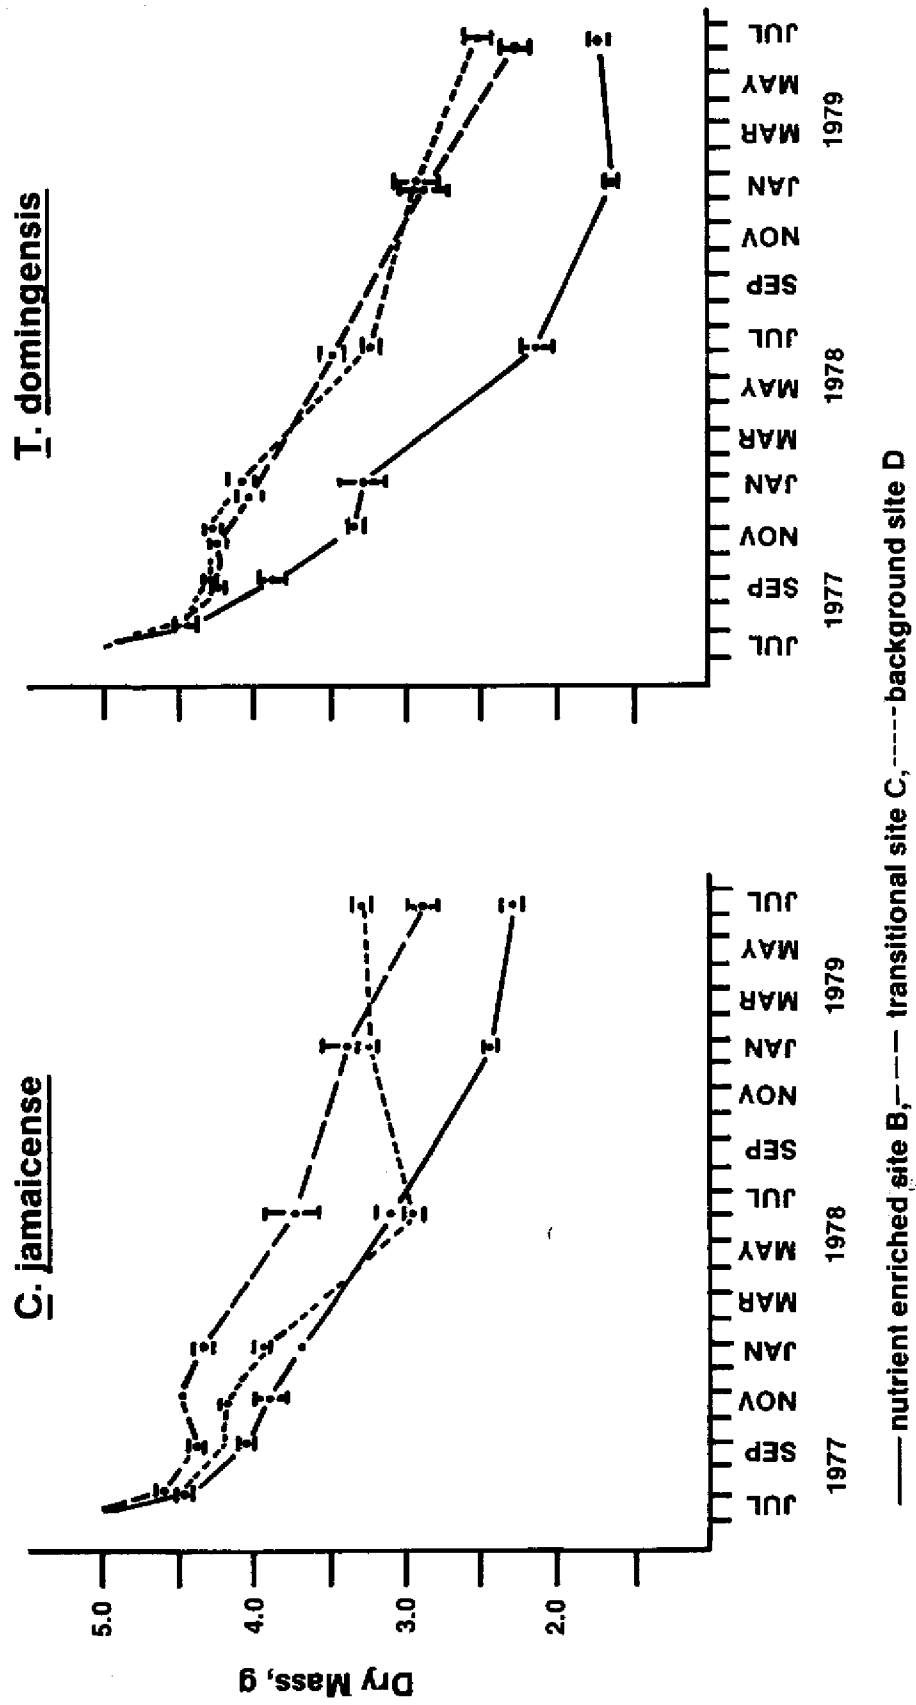 C. jamaicense
T. domingensis
Dry Mass, g
5.0
4.0
3.0
2.0
JUL SEP NOV JAN MAR MAY JUL SEP NOV JAN MAR MAY JUL
1977 1978 1979
JUL SEP NOV JAN MAR MAY JUL SEP NOV JAN MAR MAY JUL
1977 1978 1979
—— nutrient enriched site B, — — transitional site C, -----background site D